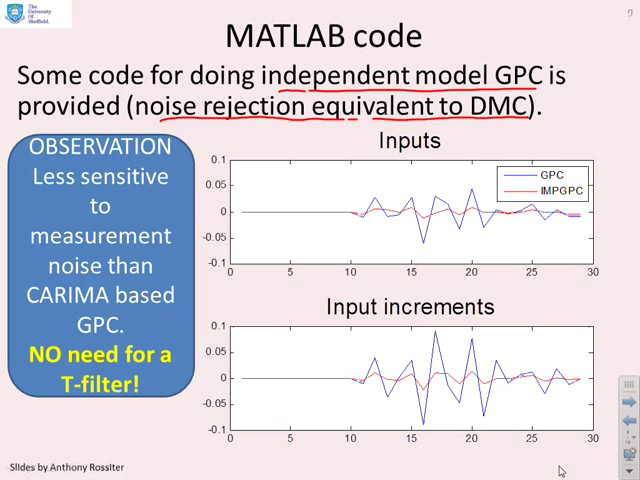 The
University
Of
Sheffield.
9
MATLAB code
Some code for doing independent model GPC is
provided (noise rejection equivalent to DMC).
OBSERVATION
Less sensitive
to
measurement
noise than
CARIMA based
GPC.
NO need for a
T-filter!
Inputs
GPC
IMPGPC
0.1
0.05
0
-0.05
-0.1
0 5 10 15 20 25 30
Input increments
0.1
0.05
0
-0.05
-0.1
0 5 10 15 20 25 30
Slides by Anthony Rossiter